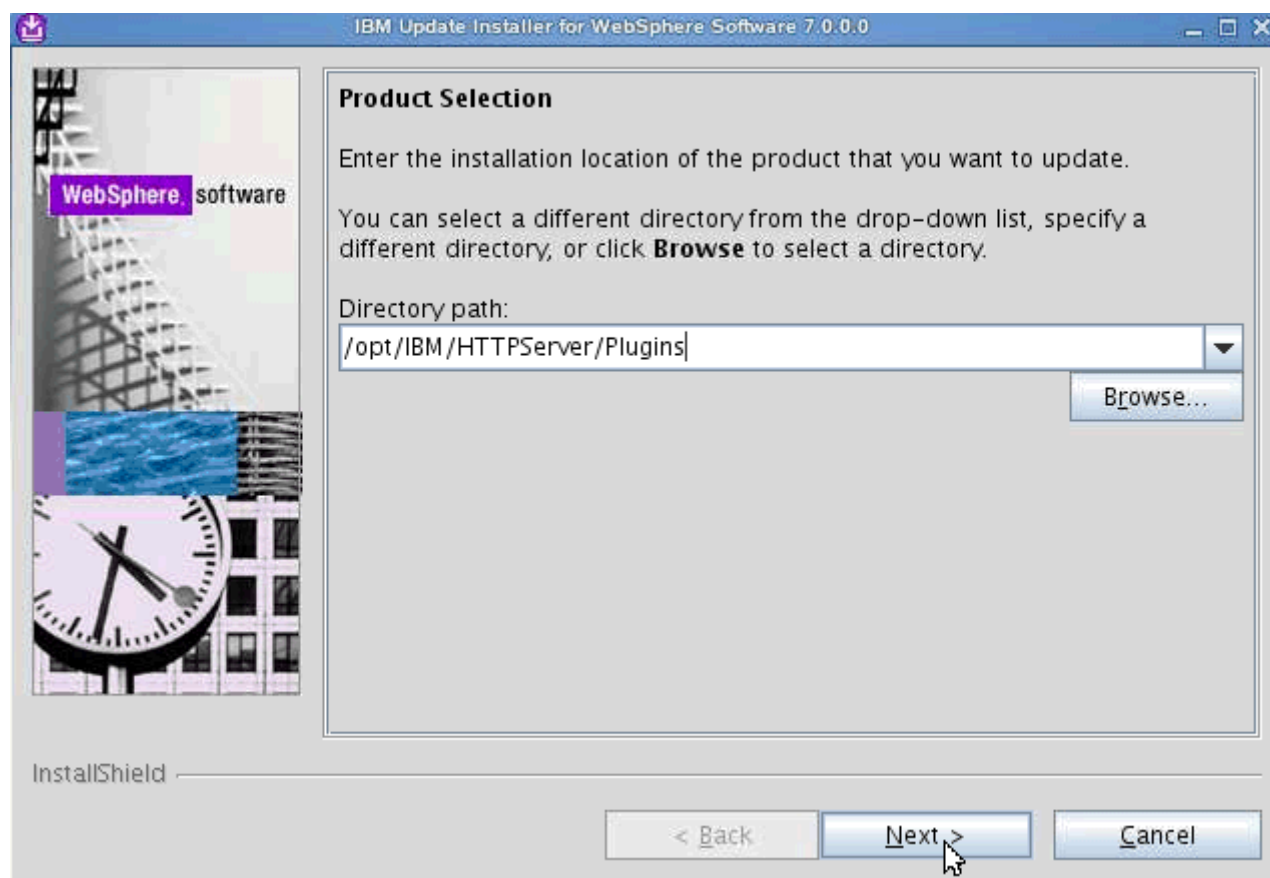 IBM Update Installer for WebSphere Software 7.0.0.0
WebSphere. software
Product Selection
Enter the installation location of the product that you want to update.
You can select a different directory from the drop-down list, specify a
different directory, or click Browse to select a directory.
Directory path:
/opt/IBM/HTTPServer/Plugins
Browse...
InstallShield
< Back
Next >
Cancel